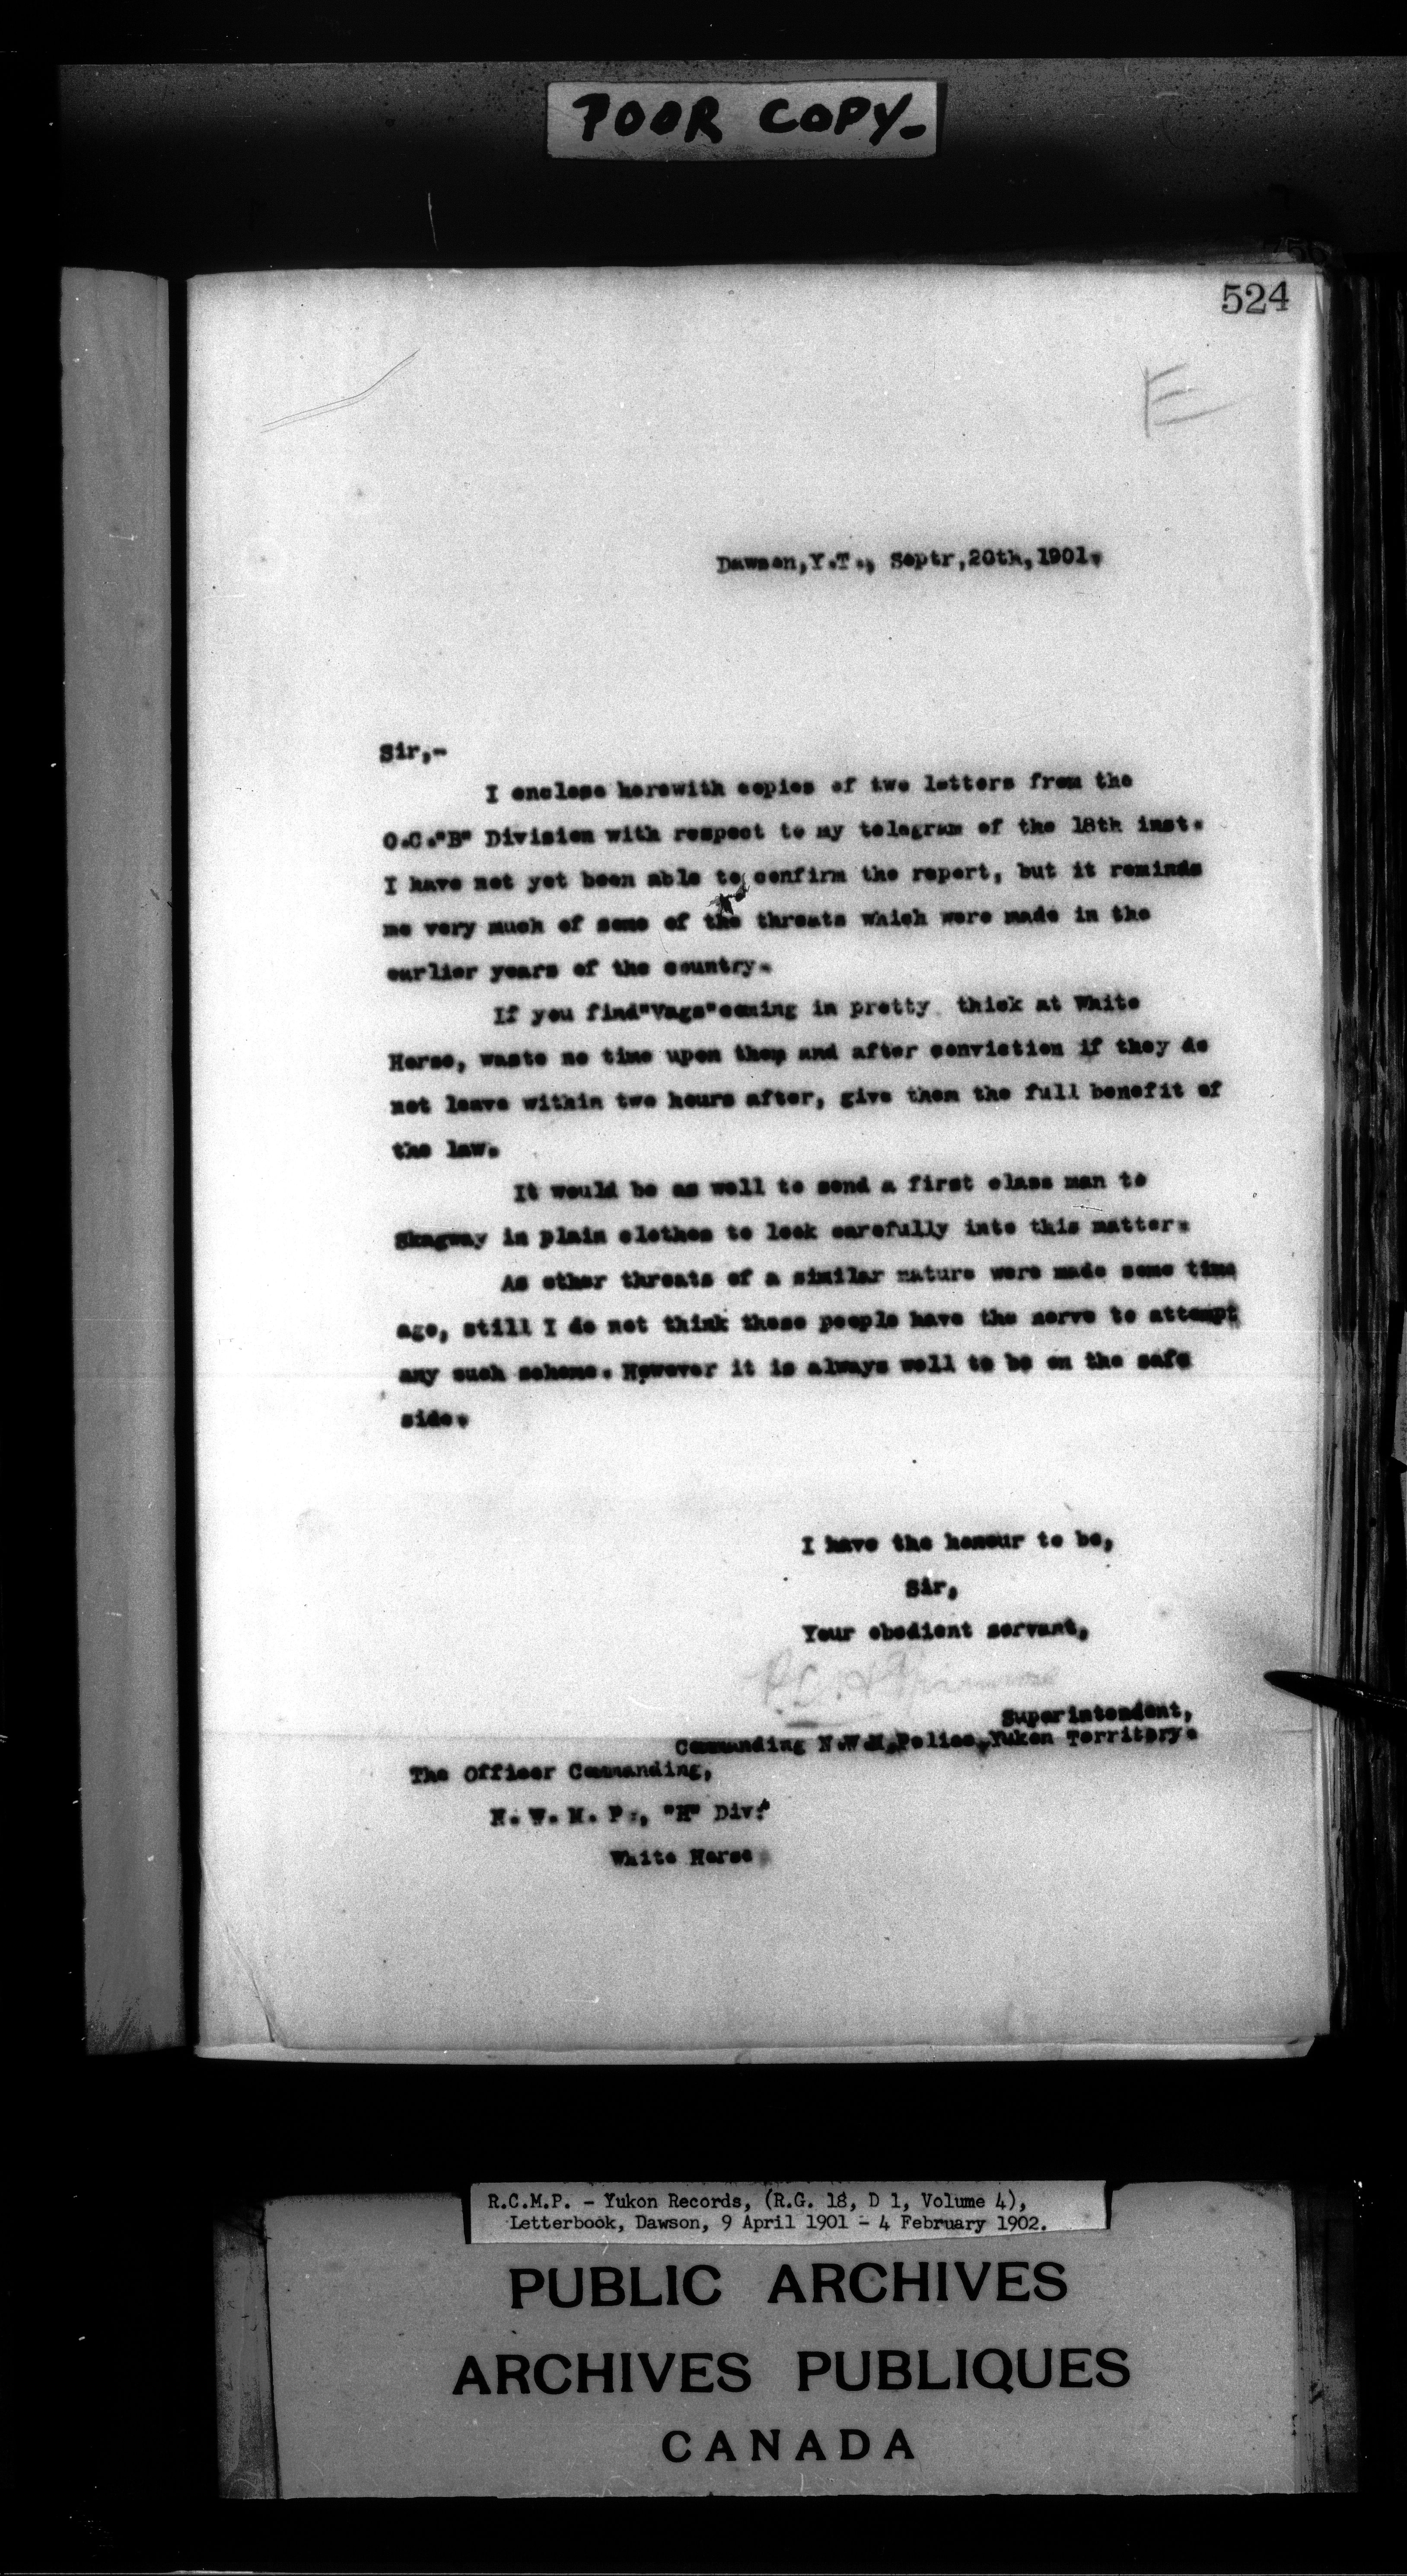 POOR COPY-
524
E
Dawson,Y.T., Septr,20th,1901.
Sir,-
I enclose herewith copies of two letters from the
O.C."B" Division with respect to my telegram of the 18th inst.
I have not yet been able to confirm the report, but it reminds
me very much of some of the threats which were made in the
earlier years of the country.
If you find"Vags"coming in pretty thick at White
Horse, waste no time upon them and after conviction if they do
not leave within two hours after, give them the full benefit of
the law.
It would be as well to send a first class man to
Skagway in plain clothes to look carefully into this matter.
As other threats of a similar nature were made some time
ago, still I do not think these people have the nerve to attempt
any such scheme. However it is always well to be on the safe
side.
I have the honour to be,
Sir,
Your obedient servant,
Superintendent,
Commanding N.W.M.Police,Yukon Territory.
The Officer Commanding,
N. W. M. P., "H" Div.
White Horse
R.C.M.P. - Yukon Records, (R.G. 18, D 1, Volume 4),
Letterbook, Dawson, 9 April 1901 - 4 February 1902.
PUBLIC ARCHIVES
ARCHIVES PUBLIQUES
CANADA